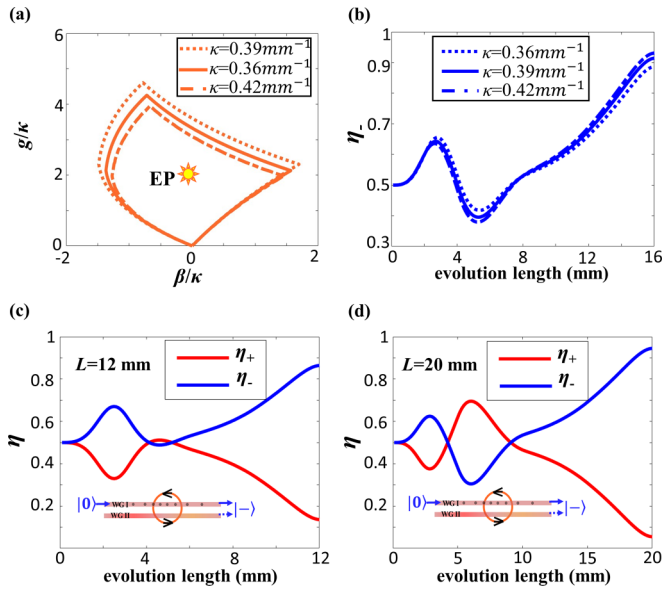 (a)
6
4
2
0
g/κ
κ=0.39mm⁻¹
κ=0.36mm⁻¹
κ=0.42mm⁻¹
EP
-2
0
2
β/κ
(b)
0.9
0.7
0.5
0.3
η-
κ=0.36mm⁻¹
κ=0.39mm⁻¹
κ=0.42mm⁻¹
0
4
8
12
16
evolution length (mm)
(c)
1
0.8
0.6
0.4
0.2
η
L=12 mm
η+
η-
|0⟩
WG I
WG II
|−⟩
0
2
4
6
8
10
12
evolution length (mm)
(d)
1
0.8
0.6
0.4
0.2
η
L=20 mm
η+
η-
|0⟩
WG I
WG II
|−⟩
0
5
10
15
20
evolution length (mm)